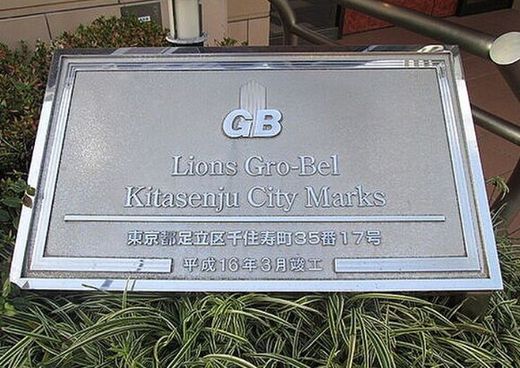 GB
Lions Gro-Bel
Kitasenju City Marks
東京都足立区千住寿町35番17号
平成16年3月竣工